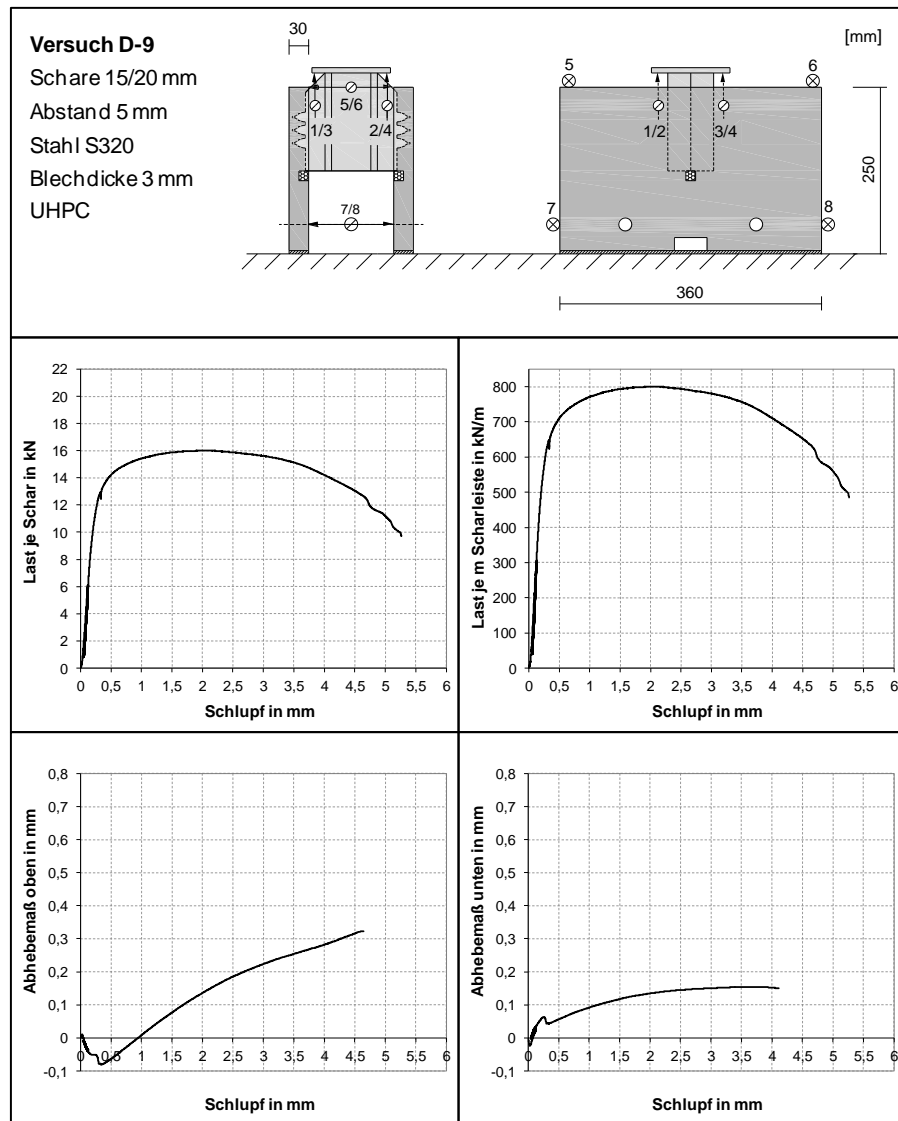 Versuch D-9
Schare 15/20 mm
Abstand 5 mm
Stahl S320
Blechdicke 3 mm
UHPC
30
5/6
1/3
2/4
7/8
[mm]
5
6
1/2
3/4
7
8
250
360
Last je Schar in kN
22
20
18
16
14
12
10
8
6
4
2
0
0 0,5 1 1,5 2 2,5 3 3,5 4 4,5 5 5,5 6
Schlupf in mm
Last je m Scharleiste in kN/m
800
700
600
500
400
300
200
100
0
0 0,5 1 1,5 2 2,5 3 3,5 4 4,5 5 5,5 6
Schlupf in mm
Abhebemaß oben in mm
0,8
0,7
0,6
0,5
0,4
0,3
0,2
0,1
0
-0,1
0 0,5 1 1,5 2 2,5 3 3,5 4 4,5 5 5,5 6
Schlupf in mm
Abhebemaß unten in mm
0,8
0,7
0,6
0,5
0,4
0,3
0,2
0,1
0
-0,1
0 0,5 1 1,5 2 2,5 3 3,5 4 4,5 5 5,5 6
Schlupf in mm